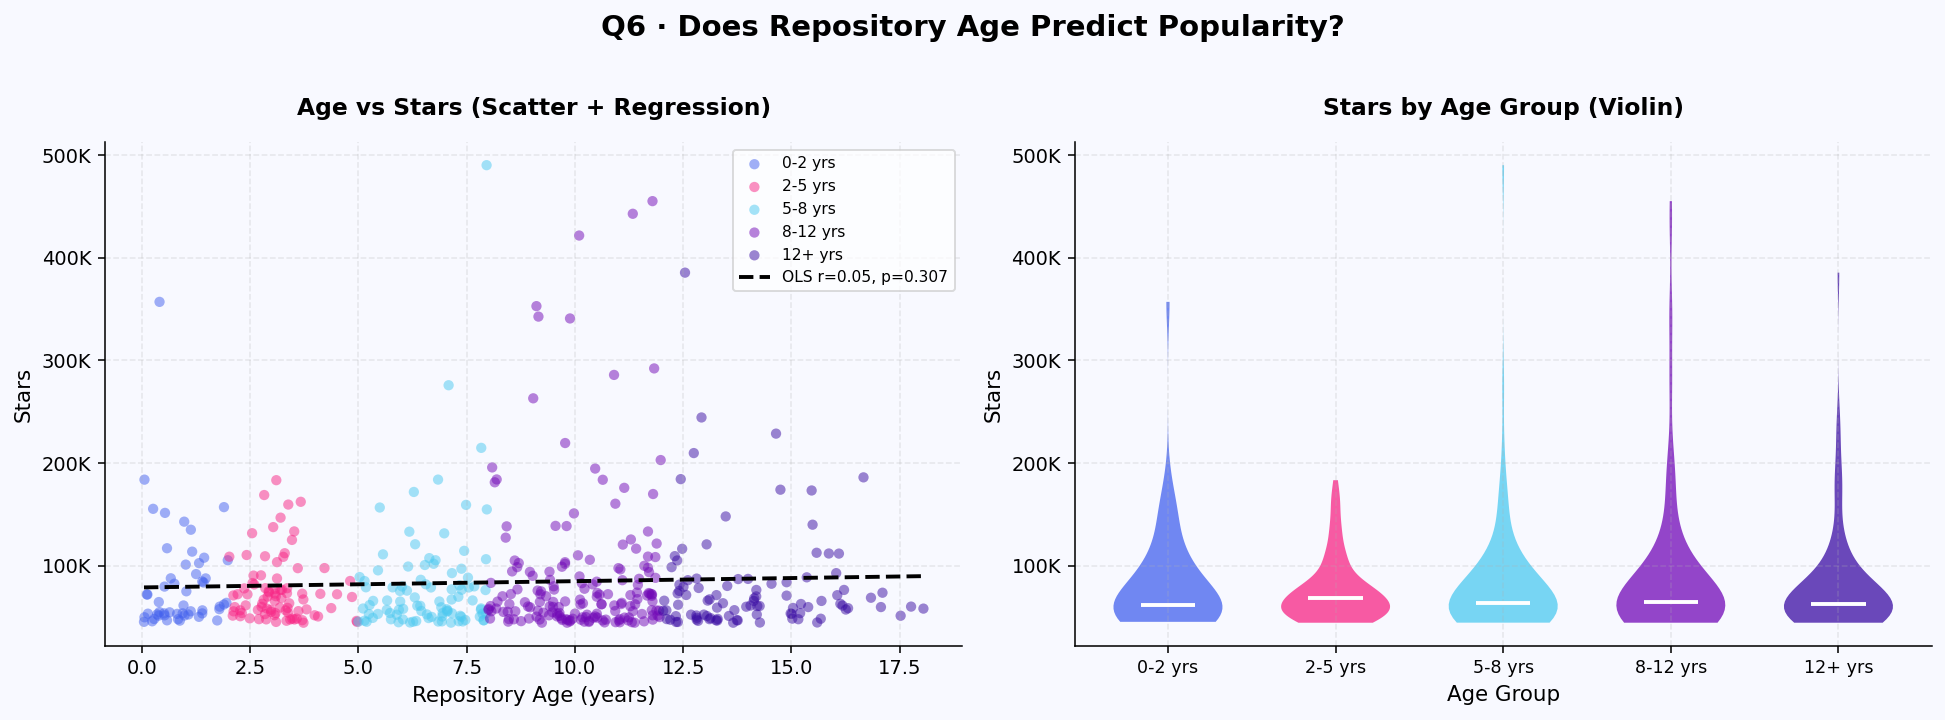 Q6 · Does Repository Age Predict Popularity?
Age vs Stars (Scatter + Regression)
500K
400K
300K
200K
100K
Stars
0.0 2.5 5.0 7.5 10.0 12.5 15.0 17.5
Repository Age (years)
0-2 yrs
2-5 yrs
5-8 yrs
8-12 yrs
12+ yrs
OLS r=0.05, p=0.307
Stars by Age Group (Violin)
500K
400K
300K
200K
100K
Stars
0-2 yrs 2-5 yrs 5-8 yrs 8-12 yrs 12+ yrs
Age Group